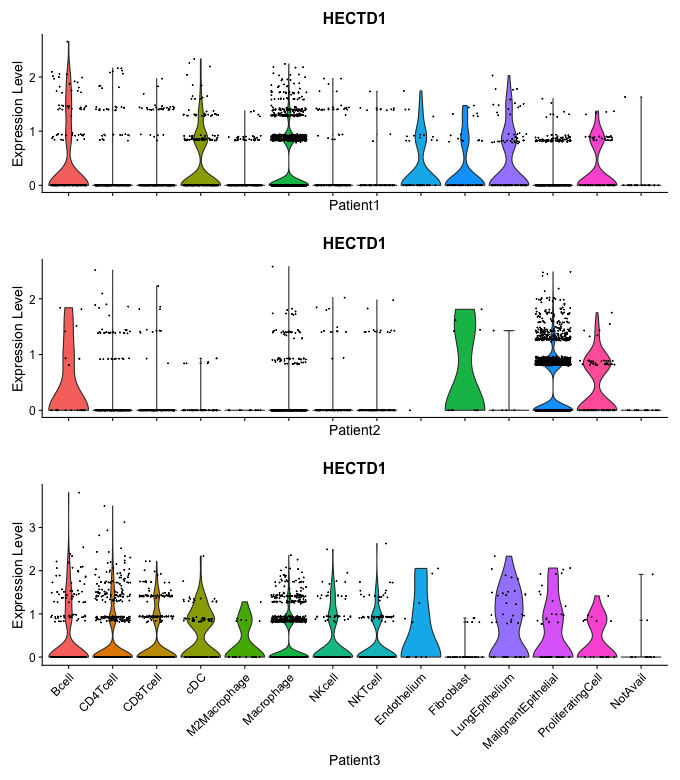 HECTD1
Expression Level
2
1
0
Patient1
HECTD1
Expression Level
2
1
0
Patient2
HECTD1
Expression Level
3
2
1
0
Bcell
CD4Tcell
CD8Tcell
cDC
M2Macrophage
Macrophage
NKcell
NKTcell
Endothelium
Fibroblast
LungEpithelium
MalignantEpithelial
ProliferatingCell
NotAvail
Patient3